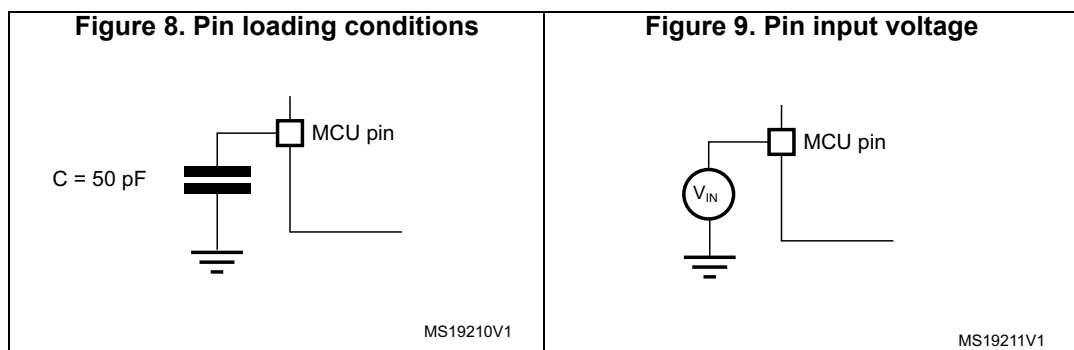 Figure 8. Pin loading conditions
MCU pin
C = 50 pF
MS19210V1
Figure 9. Pin input voltage
MCU pin
VIN
MS19211V1